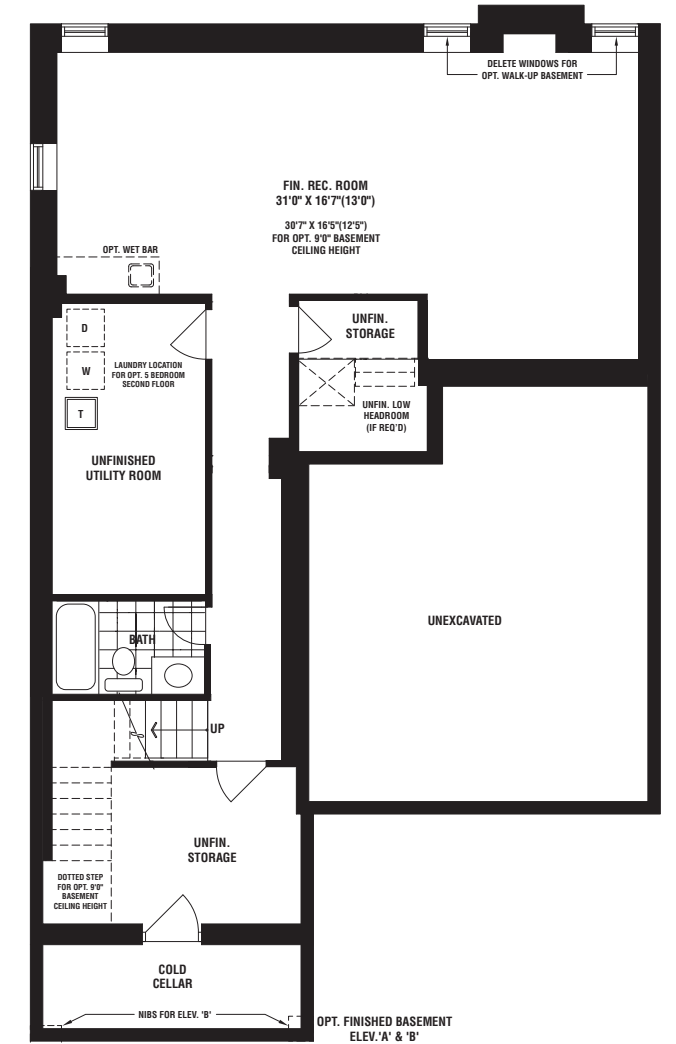 DELETE WINDOWS FOR
OPT. WALK-UP BASEMENT
FIN. REC. ROOM
31'0" X 16'7"(13'0")
30'7" X 16'5"(12'5")
FOR OPT. 9'0" BASEMENT
CEILING HEIGHT
OPT. WET BAR
UNFIN.
STORAGE
D
W
LAUNDRY LOCATION
FOR OPT. 5 BEDROOM
SECOND FLOOR
T
UNFIN. LOW
HEADROOM
(IF REQ'D)
UNFINISHED
UTILITY ROOM
UNEXCAVATED
BATH
UP
UNFIN.
STORAGE
DOTTED STEP
FOR OPT. 9'0"
BASEMENT
CEILING HEIGHT
COLD
CELLAR
NIBS FOR ELEV. 'B'
OPT. FINISHED BASEMENT
ELEV.'A' & 'B'